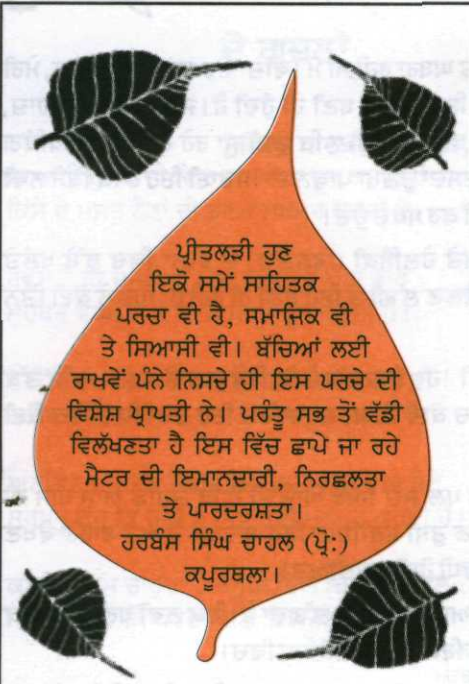 ਪ੍ਰੀਤਲੜੀ ਹੁਣ
ਇਕੋ ਸਮੇਂ ਸਾਹਿਤਕ
ਪਰਚਾ ਵੀ ਹੈ, ਸਮਾਜਿਕ ਵੀ
ਤੇ ਸਿਆਸੀ ਵੀ। ਬੱਚਿਆਂ ਲਈ
ਰਾਖਵੇਂ ਪੰਨੇ ਨਿਸਚੇ ਹੀ ਇਸ ਪਰਚੇ ਦੀ
ਵਿਸ਼ੇਸ਼ ਪ੍ਰਾਪਤੀ ਨੇ। ਪਰੰਤੂ ਸਭ ਤੋਂ ਵੱਡੀ
ਵਿਲੱਖਣਤਾ ਹੈ ਇਸ ਵਿੱਚ ਛਾਪੇ ਜਾ ਰਹੇ
ਮੈਟਰ ਦੀ ਇਮਾਨਦਾਰੀ, ਨਿਰਛਲਤਾ
ਤੇ ਪਾਰਦਰਸ਼ਤਾ।
ਹਰਬੰਸ ਸਿੰਘ ਚਾਹਲ (ਪ੍ਰੋ:)
ਕਪੂਰਥਲਾ।